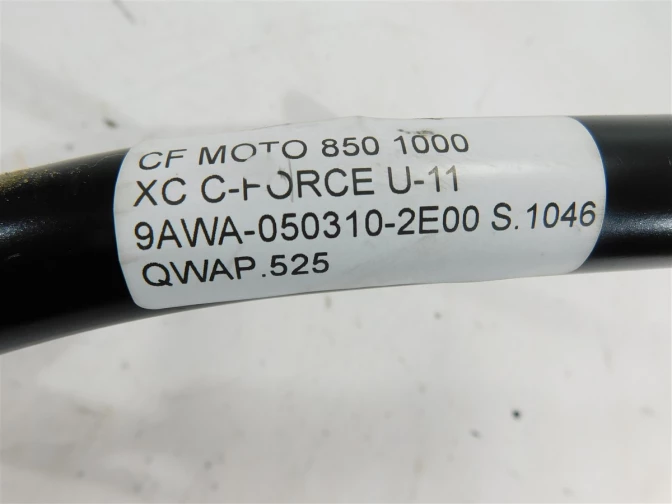 CF MOTO 850 1000
XC C-FORCE U-11
9AWA-050310-2E00 S.1046
QWAP.525